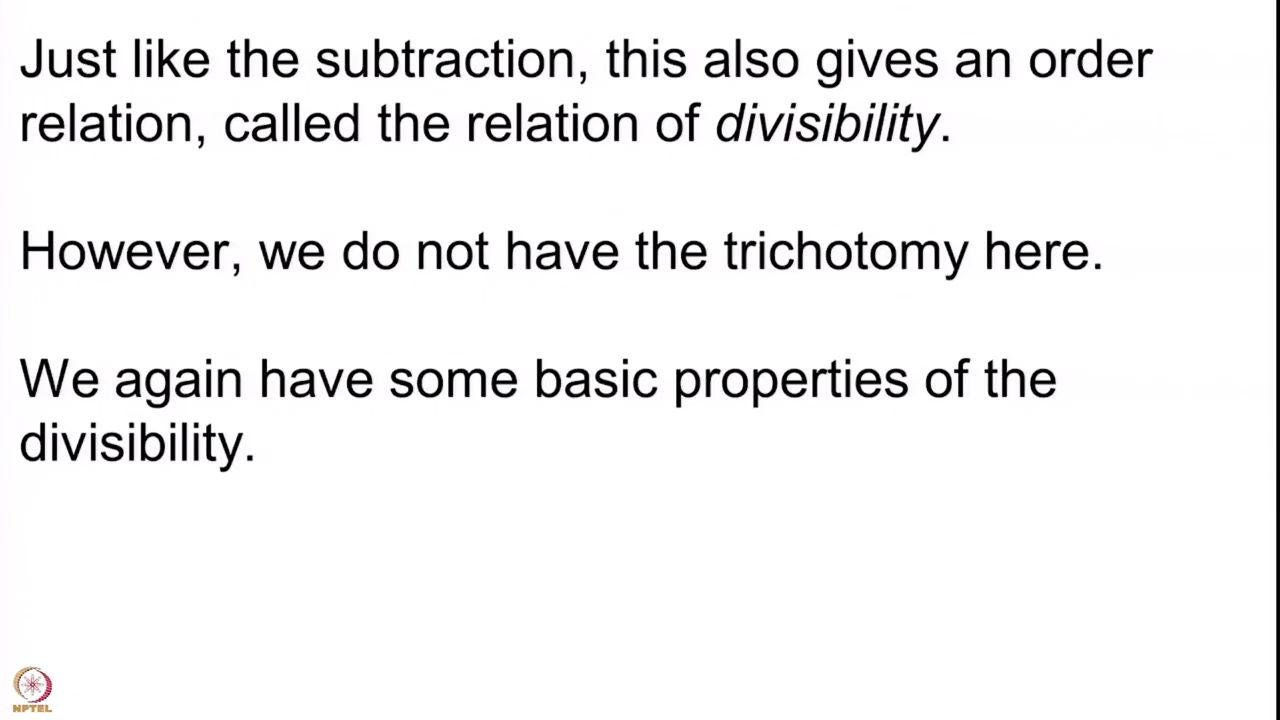 Just like the subtraction, this also gives an order
relation, called the relation of divisibility.
However, we do not have the trichotomy here.
We again have some basic properties of the
divisibility.
NPTEL